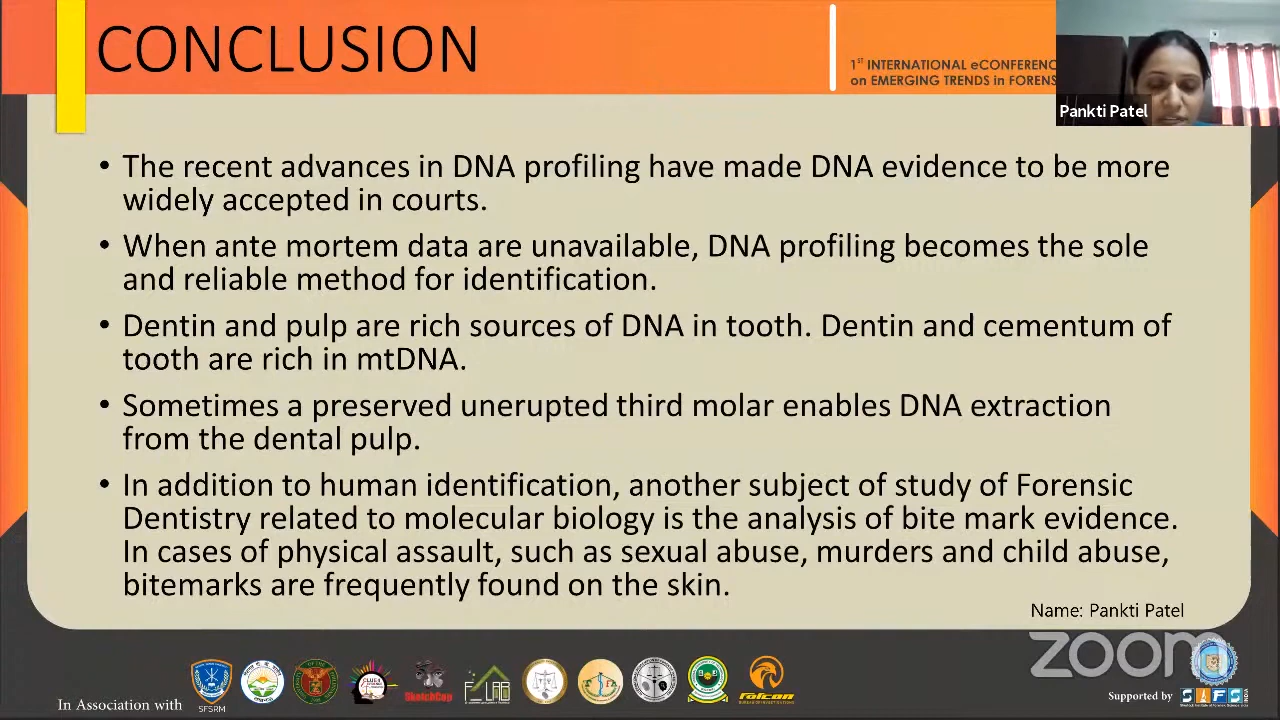 CONCLUSION
1ST INTERNATIONAL eCONFERENC
on EMERGING TRENDS in FORENS
Pankti Patel
• The recent advances in DNA profiling have made DNA evidence to be more
widely accepted in courts.
• When ante mortem data are unavailable, DNA profiling becomes the sole
and reliable method for identification.
• Dentin and pulp are rich sources of DNA in tooth. Dentin and cementum of
tooth are rich in mtDNA.
• Sometimes a preserved unerupted third molar enables DNA extraction
from the dental pulp.
• In addition to human identification, another subject of study of Forensic
Dentistry related to molecular biology is the analysis of bite mark evidence.
In cases of physical assault, such as sexual abuse, murders and child abuse,
bitemarks are frequently found on the skin.
Name: Pankti Patel
zoom
In Association with
SFSRM
SketchCop
F LAB
Falcon
Supported by
SIFS
INDIA